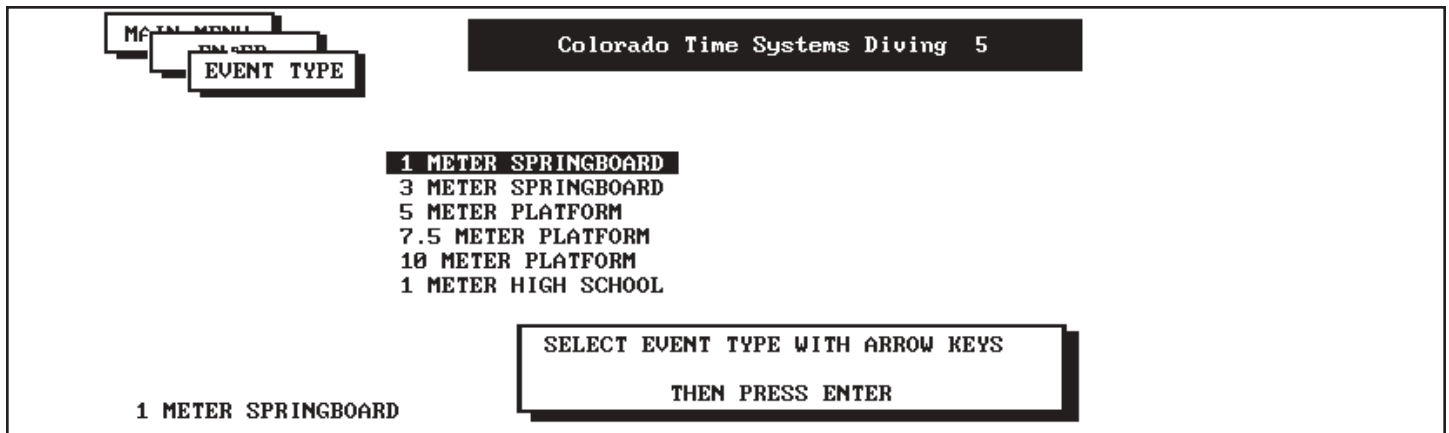 MAIN MENU
EVENT TYPE
Colorado Time Systems Diving 5
1 METER SPRINGBOARD
3 METER SPRINGBOARD
5 METER PLATFORM
7.5 METER PLATFORM
10 METER PLATFORM
1 METER HIGH SCHOOL
SELECT EVENT TYPE WITH ARROW KEYS
THEN PRESS ENTER
1 METER SPRINGBOARD